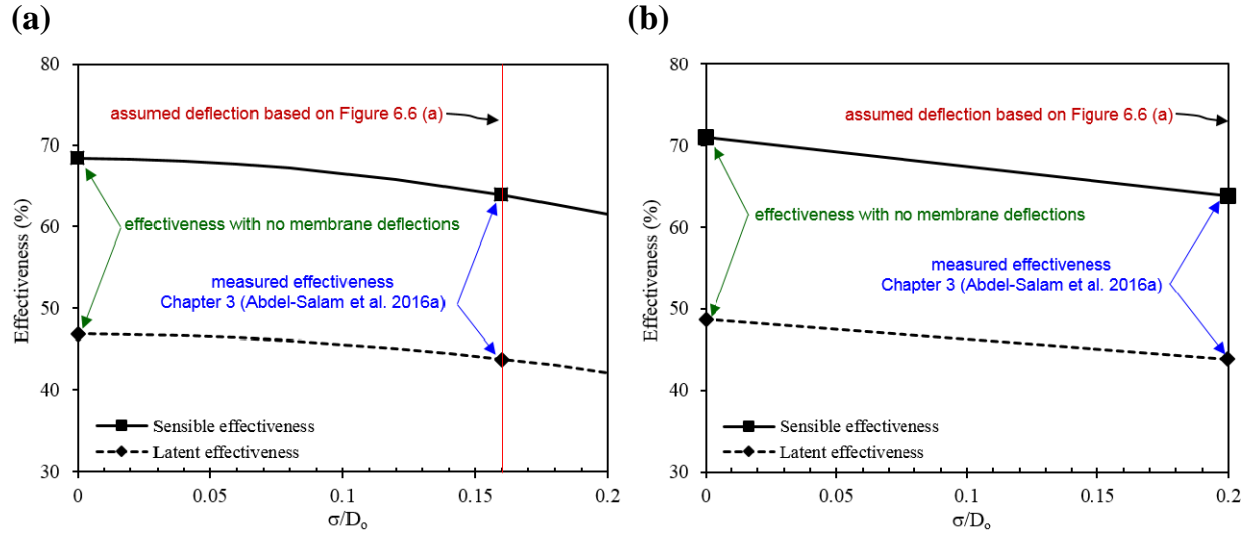 (a)
80
70
60
50
40
30
Effectiveness (%)
assumed deflection based on Figure 6.6 (a)
effectiveness with no membrane deflections
measured effectiveness
Chapter 3 (Abdel-Salam et al. 2016a)
Sensible effectiveness
Latent effectiveness
0 0.05 0.1 0.15 0.2
σ/Dₒ
(b)
80
70
60
50
40
30
Effectiveness (%)
assumed deflection based on Figure 6.6 (a)
effectiveness with no membrane deflections
measured effectiveness
Chapter 3 (Abdel-Salam et al. 2016a)
Sensible effectiveness
Latent effectiveness
0 0.05 0.1 0.15 0.2
σ/Dₒ